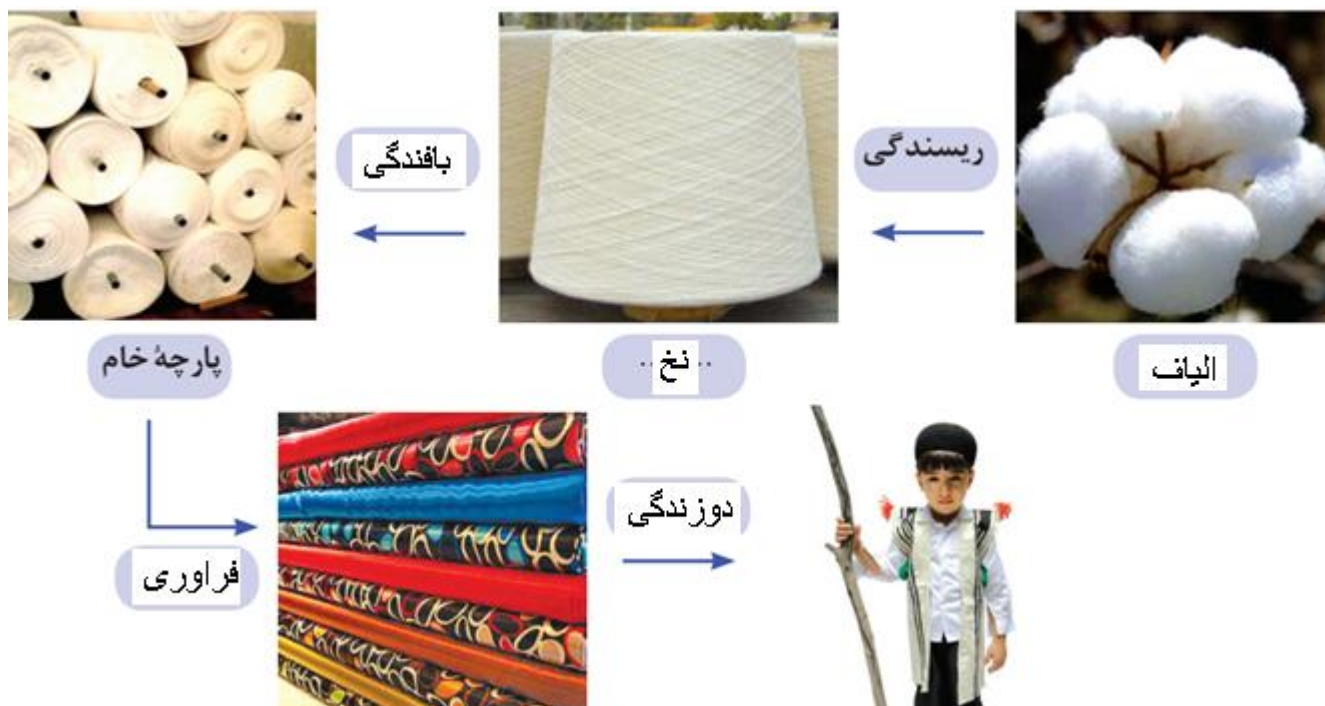 ریسندگی
بافندگی
الیاف
..نخ..
پارچهٔ خام
فراوری
دوزندگی